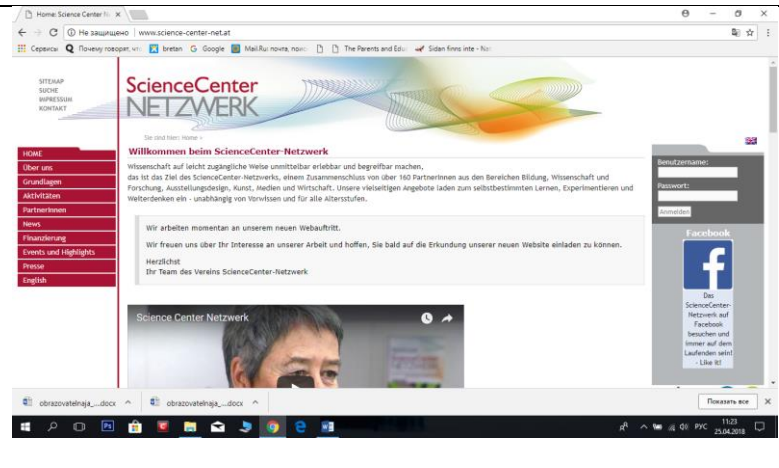 Home: Science Center N
Не защищено | www.science-center-net.at
Сервисы
bretan
Google
The Parents and Edu
Sidan finns inte - Nat
SITEMAP
SUCHE
IMPRESSUM
KONTAKT
ScienceCenter
NETZWERK
Sie sind hier: Home »
HOME
Über uns
Grundlagen
Aktivitäten
PartnerInnen
News
Finanzierung
Events und Highlights
Presse
English
Willkommen beim ScienceCenter-Netzwerk
Wissenschaft auf leicht zugängliche Weise unmittelbar erlebbar und begreifbar machen,
das ist das Ziel des ScienceCenter-Netzwerks, einem Zusammenschluss von über 160 PartnerInnen aus den Bereichen Bildung, Wissenschaft und
Forschung, Ausstellungsdesign, Kunst, Medien und Wirtschaft. Unsere vielseitigen Angebote laden zum selbstbestimmten Lernen, Experimentieren und
Weiterdenken ein - unabhängig von Vorwissen und für alle Altersstufen.
Wir arbeiten momentan an unserem neuen Webauftritt.
Wir freuen uns über Ihr Interesse an unserer Arbeit und hoffen, Sie bald auf die Erkundung unserer neuen Website einladen zu können.
Herzlichst
Ihr Team des Vereins ScienceCenter-Netzwerk
Science Center Netzwerk
Benutzername:
Passwort:
Anmelden
Facebook
Das
ScienceCenter-
Netzwerk auf
Facebook
besuchen und
immer auf dem
Laufenden sein!
- Like it!
obrazovatelnaja_....docx
obrazovatelnaja_....docx
Показать все
РУС
11:23
25.04.2018